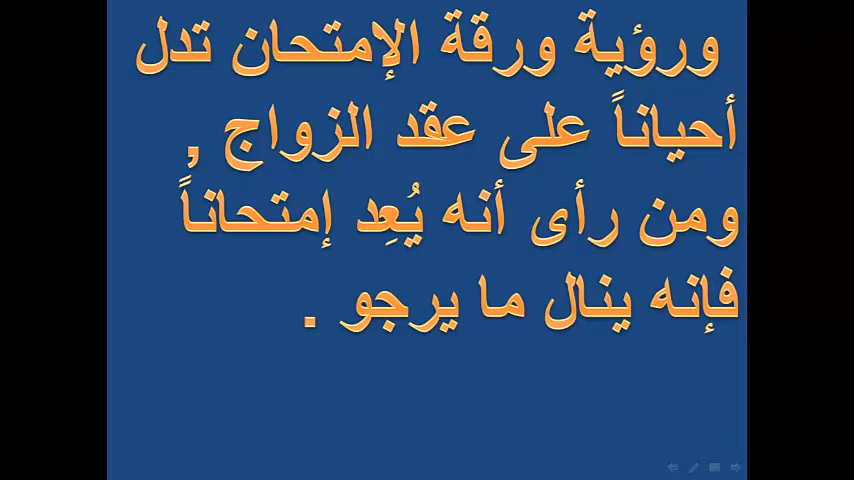 ورؤية ورقة الإمتحان تدل
أحياناً على عقد الزواج ,
ومن رأى أنه يُعِد إمتحاناً
فإنه ينال ما يرجو .